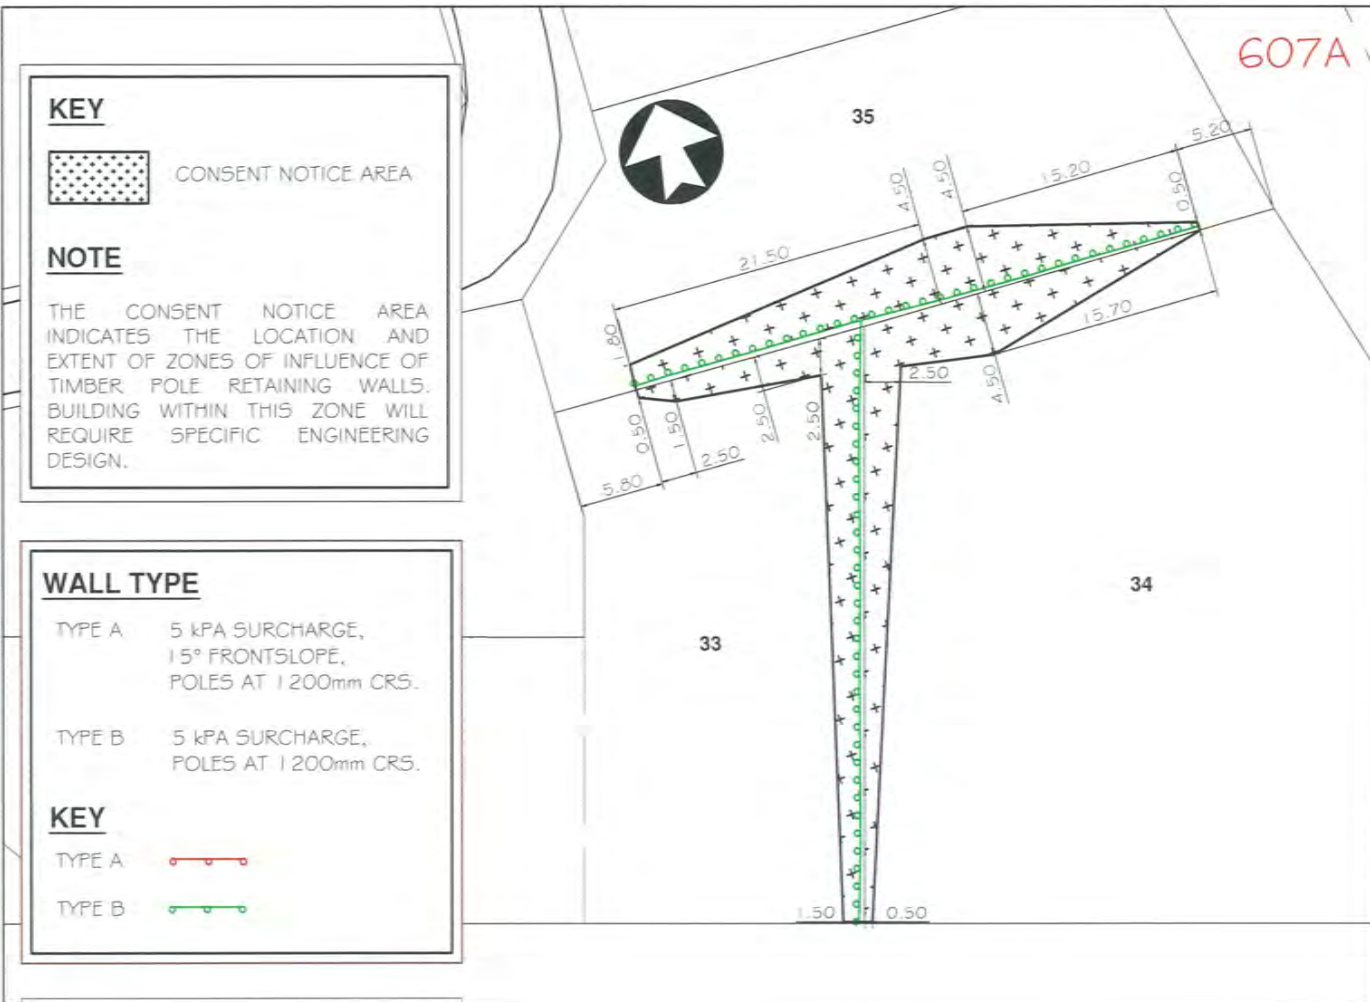 607A
KEY
CONSENT NOTICE AREA
NOTE
THE CONSENT NOTICE AREA
INDICATES THE LOCATION AND
EXTENT OF ZONES OF INFLUENCE OF
TIMBER POLE RETAINING WALLS.
BUILDING WITHIN THIS ZONE WILL
REQUIRE SPECIFIC ENGINEERING
DESIGN.
WALL TYPE
TYPE A 5 kPA SURCHARGE,
15° FRONTSLOPE,
POLES AT 1200mm CRS.
TYPE B 5 kPA SURCHARGE,
POLES AT 1200mm CRS.
KEY
TYPE A
TYPE B
35
5.20
15.20
4.50
4.50
0.50
21.50
1.80
15.70
2.50
4.50
0.50
1.50
2.50
2.50
2.50
5.80
33
34
1.50
0.50